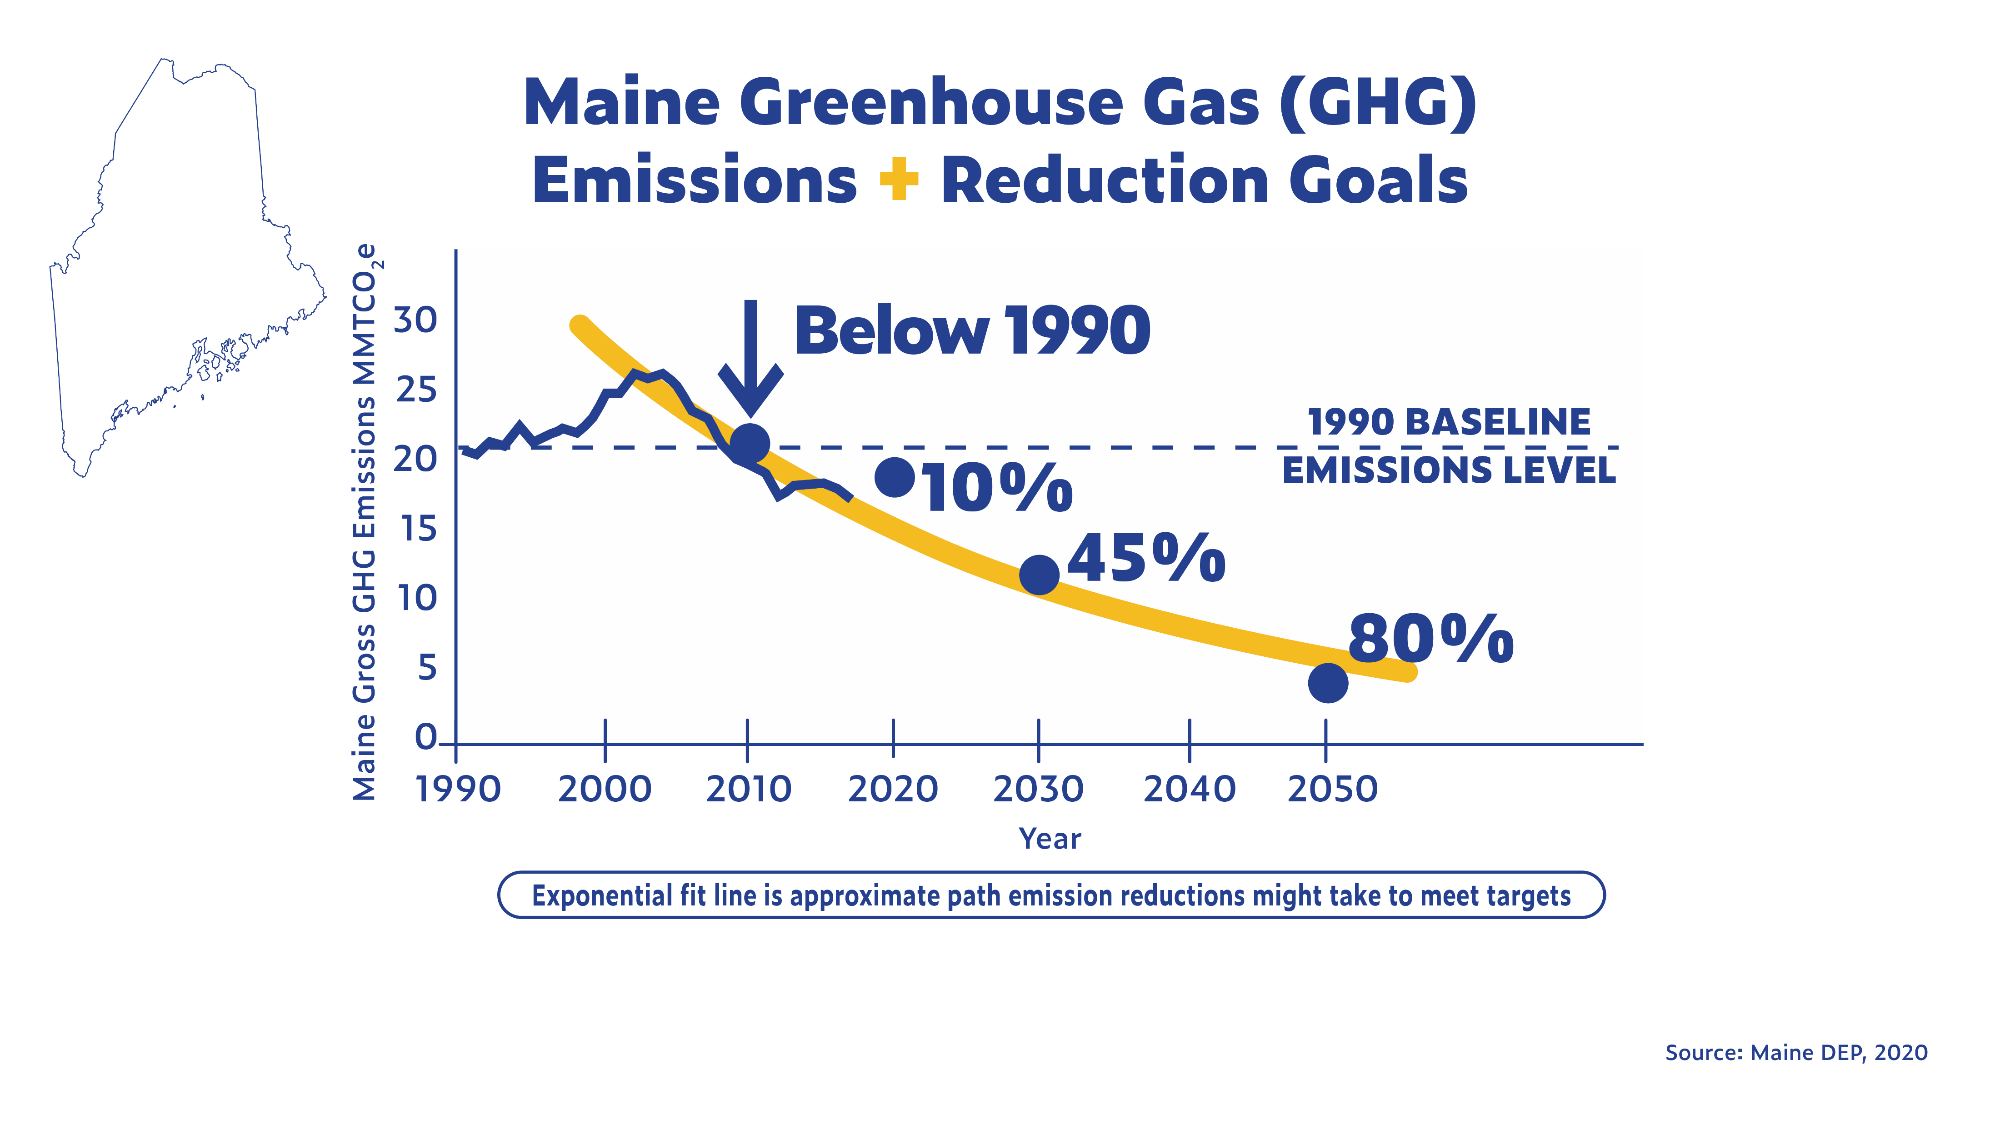 Maine Greenhouse Gas (GHG)
Emissions + Reduction Goals
Maine Gross GHG Emissions MMTCO₂e
30
25
20
15
10
5
0
Below 1990
1990 BASELINE
EMISSIONS LEVEL
10%
45%
80%
1990 2000 2010 2020 2030 2040 2050
Year
Exponential fit line is approximate path emission reductions might take to meet targets
Source: Maine DEP, 2020